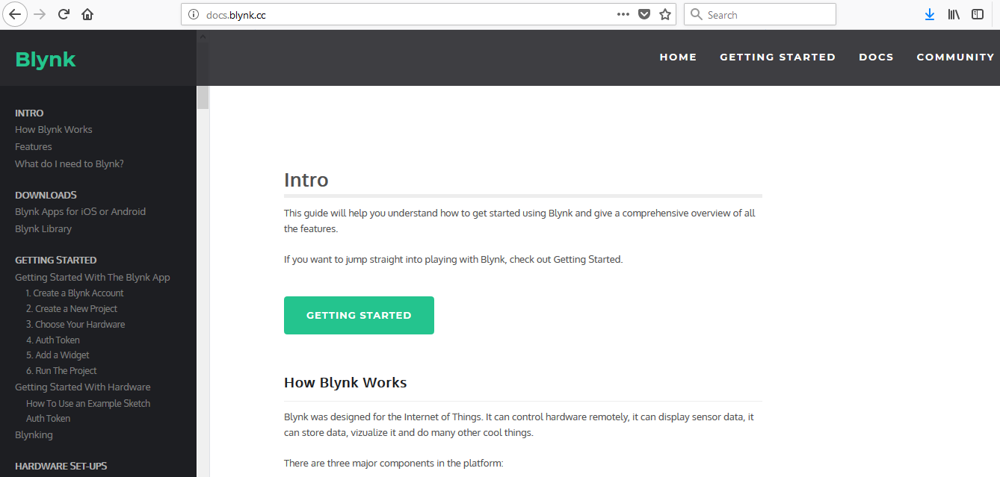 docs.blynk.cc
Search
Blynk
HOME GETTING STARTED DOCS COMMUNITY
INTRO
How Blynk Works
Features
What do I need to Blynk?
DOWNLOADS
Blynk Apps for iOS or Android
Blynk Library
GETTING STARTED
Getting Started With The Blynk App
1. Create a Blynk Account
2. Create a New Project
3. Choose Your Hardware
4. Auth Token
5. Add a Widget
6. Run The Project
Getting Started With Hardware
How To Use an Example Sketch
Auth Token
Blynking
HARDWARE SET-UPS
Intro
This guide will help you understand how to get started using Blynk and give a comprehensive overview of all
the features.
If you want to jump straight into playing with Blynk, check out Getting Started.
GETTING STARTED
How Blynk Works
Blynk was designed for the Internet of Things. It can control hardware remotely, it can display sensor data, it
can store data, vizualize it and do many other cool things.
There are three major components in the platform: